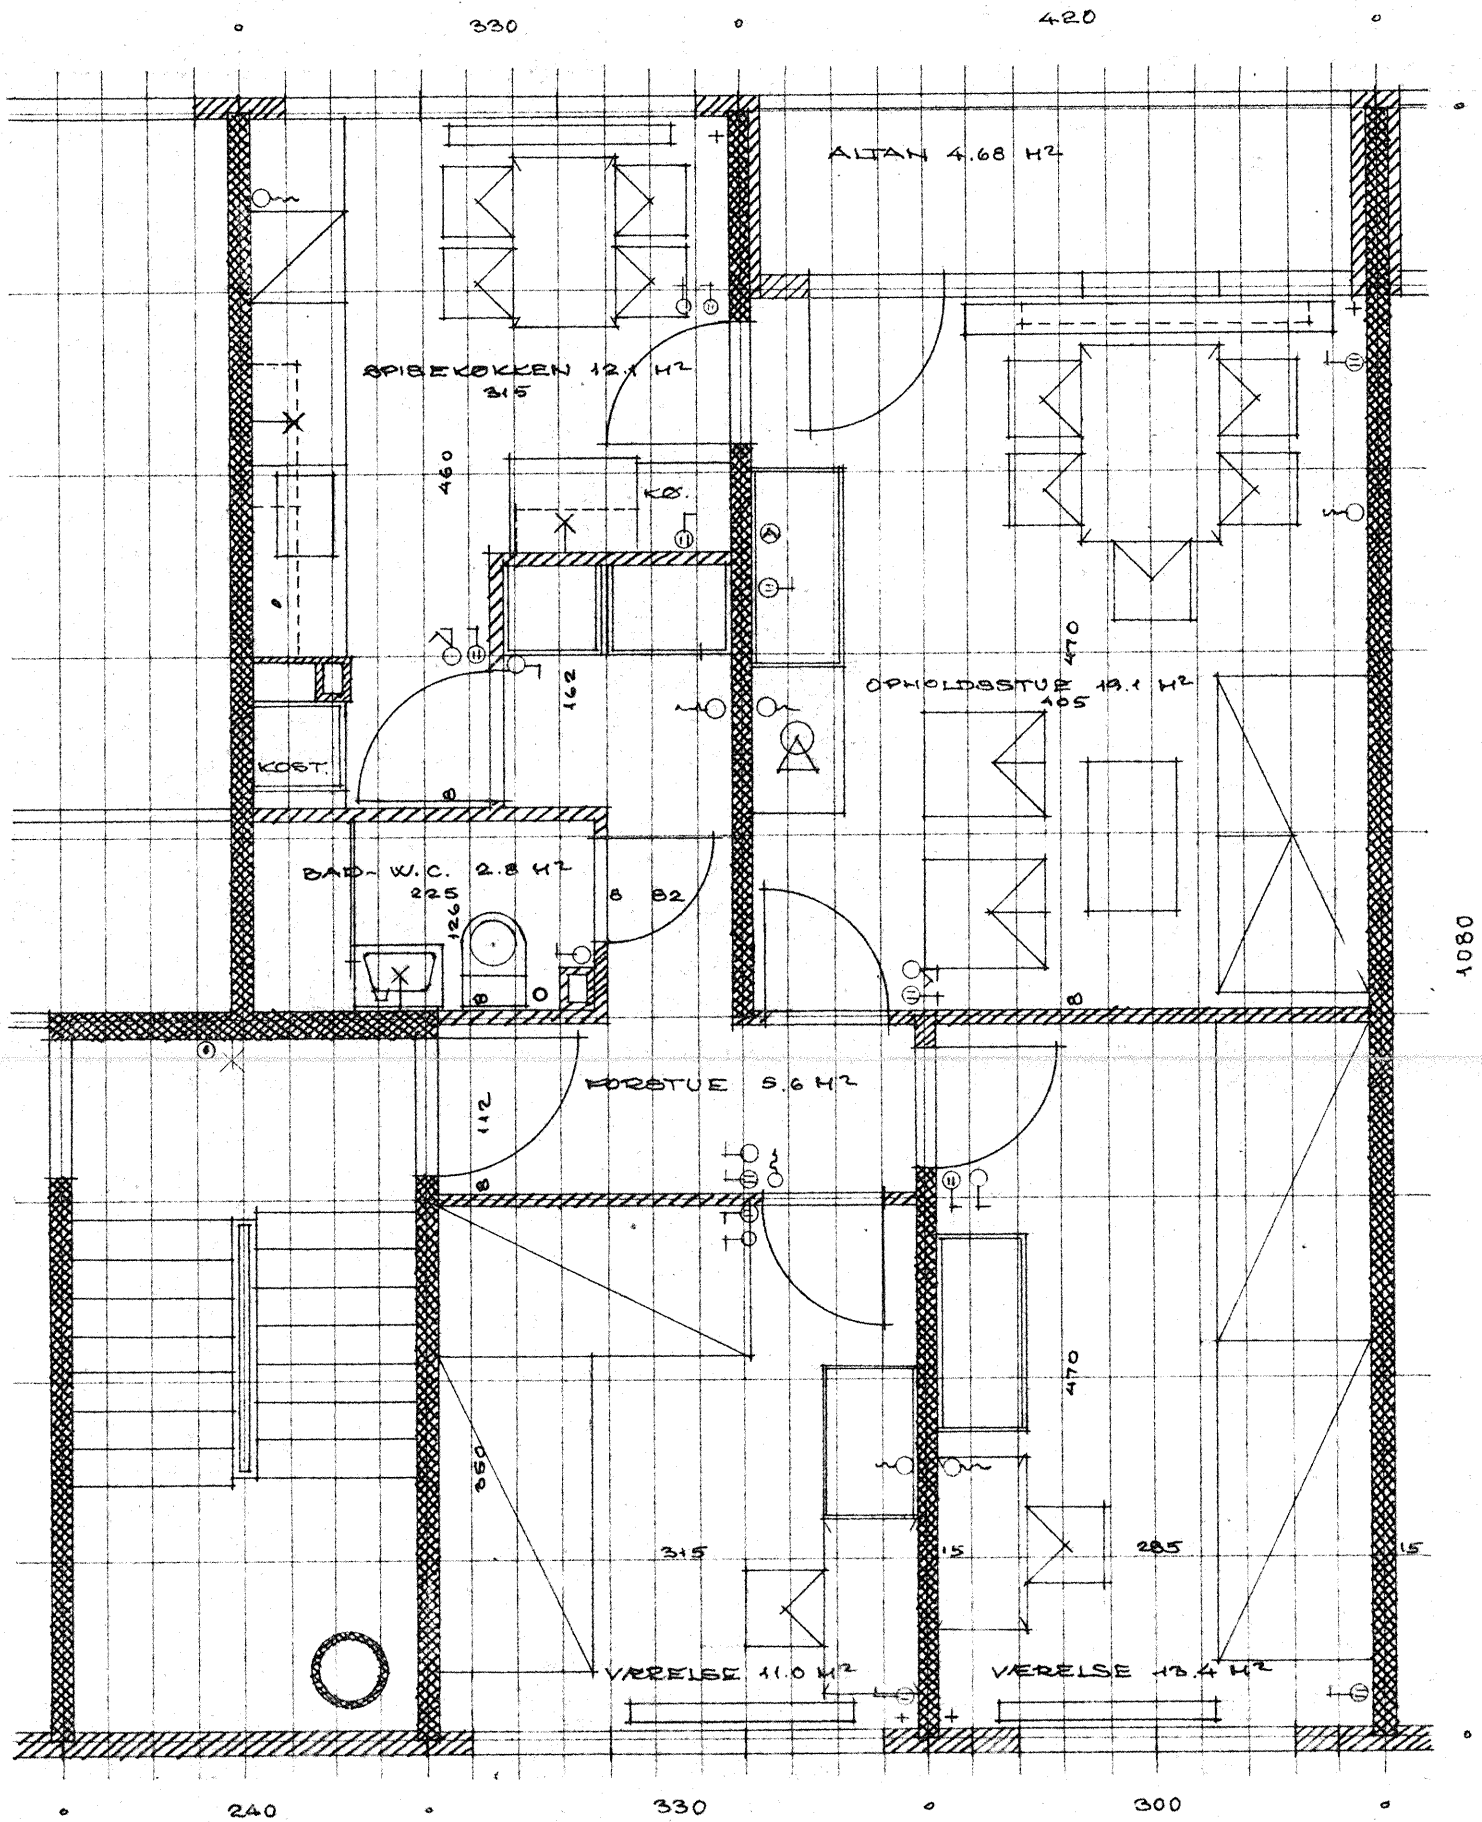 330
420
ALTAN 4.68 M²
SPISEKØKKEN 12.1 M²
315
460
KØ.
470
162
OPHOLDSSTUE 19.1 M²
405
KOST.
8
BAD- W.C. 2.8 M²
225
126
8 82
8
8
1080
FORSTUE 5.6 M²
112
8
470
350
315
15
285
15
VÆRELSE 11.0 M²
VÆRELSE 13.4 M²
240
330
300